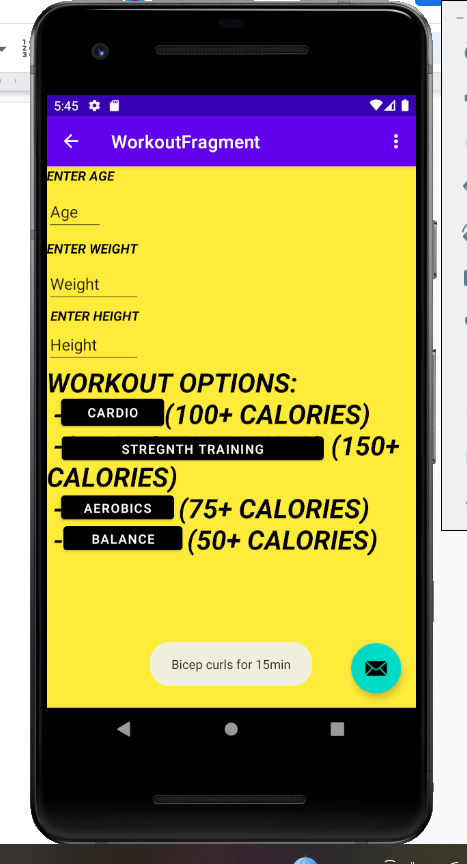 5:45
WorkoutFragment
ENTER AGE
Age
ENTER WEIGHT
Weight
ENTER HEIGHT
Height
WORKOUT OPTIONS:
-CARDIO (100+ CALORIES)
-STREGNTH TRAINING (150+
CALORIES)
-AEROBICS (75+ CALORIES)
-BALANCE (50+ CALORIES)
Bicep curls for 15min